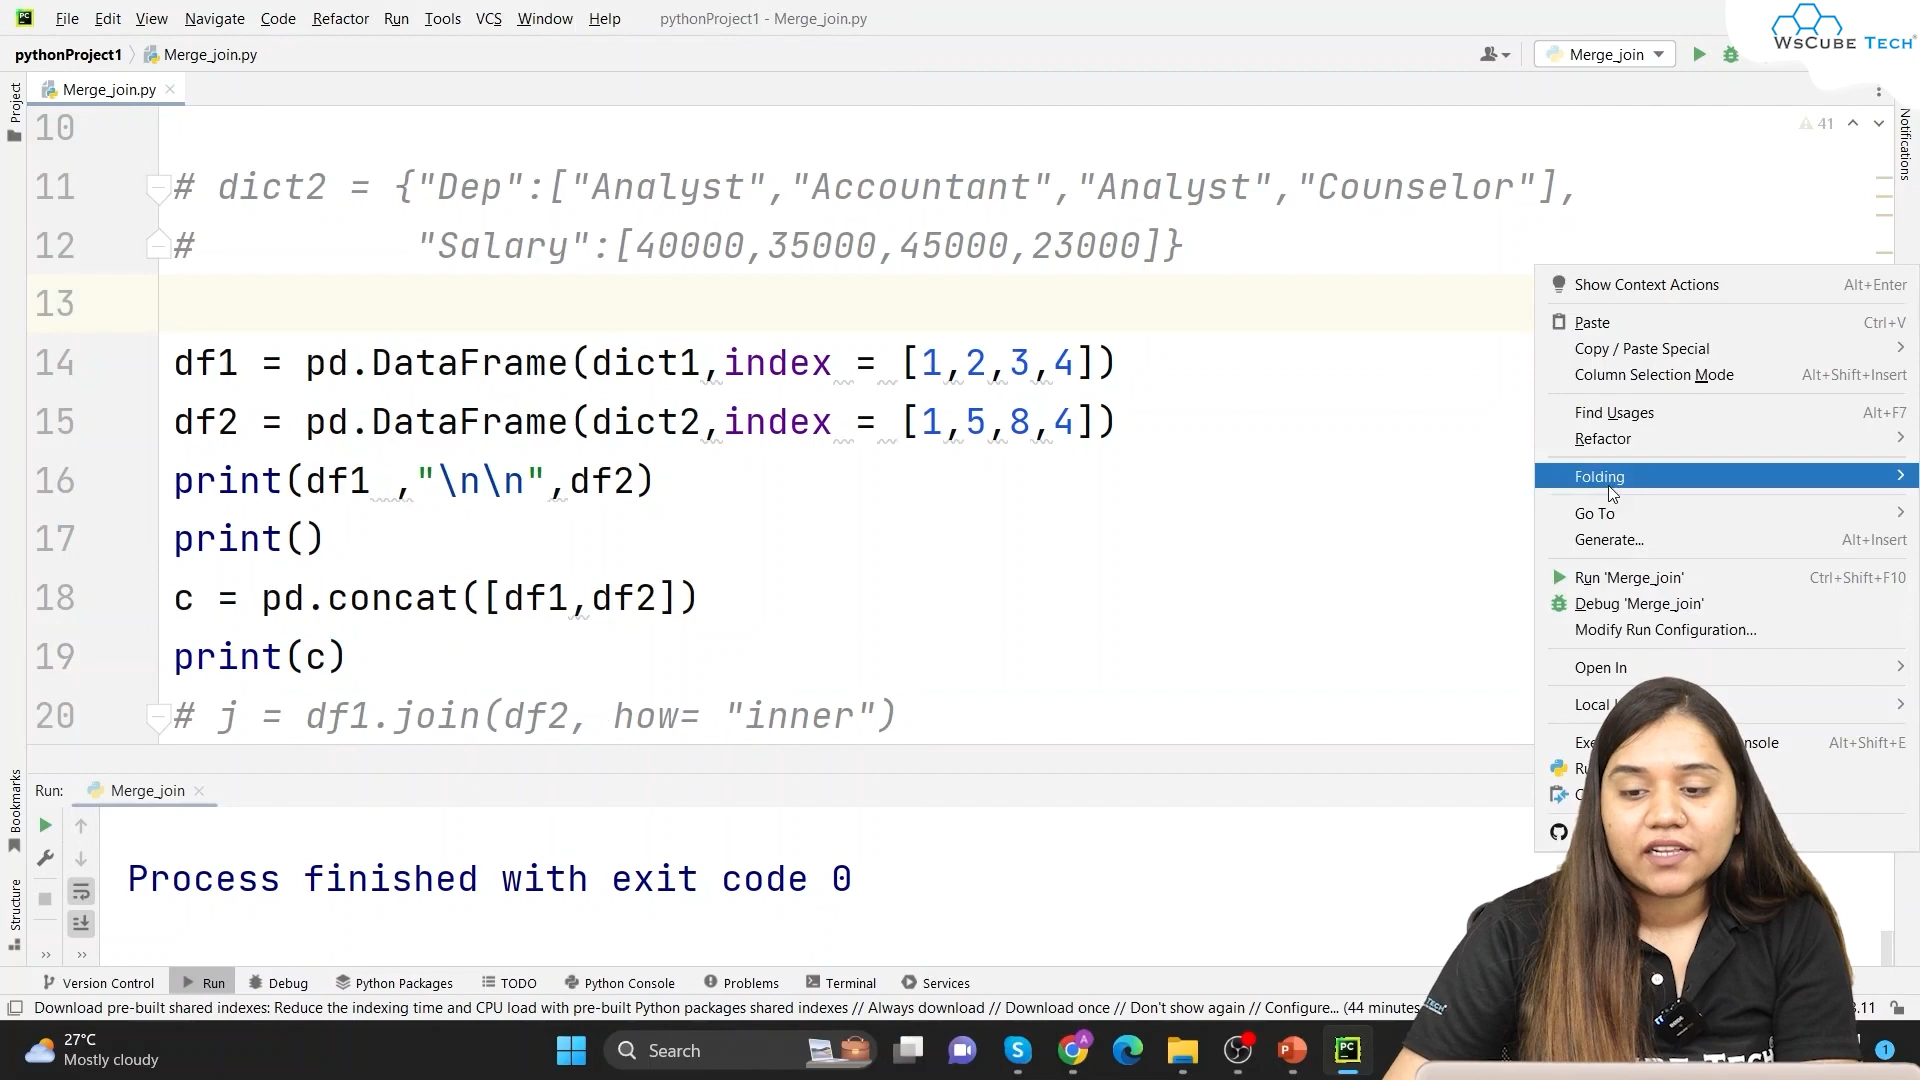 File Edit View Navigate Code Refactor Run Tools VCS Window Help pythonProject1 - Merge_join.py
WSCUBE TECH
pythonProject1 Merge_join.py Merge_join
Merge_join.py
Project
Notifications
41
10
11 # dict2 = {"Dep":["Analyst","Accountant","Analyst","Counselor"],
12 # "Salary":[40000,35000,45000,23000]}
13
14 df1 = pd.DataFrame(dict1,index = [1,2,3,4])
15 df2 = pd.DataFrame(dict2,index = [1,5,8,4])
16 print(df1 ,"\n\n",df2)
17 print()
18 c = pd.concat([df1,df2])
19 print(c)
20 # j = df1.join(df2, how= "inner")
Show Context Actions Alt+Enter
Paste Ctrl+V
Copy / Paste Special
Column Selection Mode Alt+Shift+Insert
Find Usages Alt+F7
Refactor
Folding
Go To
Generate... Alt+Insert
Run 'Merge_join' Ctrl+Shift+F10
Debug 'Merge_join'
Modify Run Configuration...
Open In
Local
Alt+Shift+E
Run: Merge_join
Process finished with exit code 0
Bookmarks
Structure
Version Control Run Debug Python Packages TODO Python Console Problems Terminal Services
Download pre-built shared indexes: Reduce the indexing time and CPU load with pre-built Python packages shared indexes // Always download // Download once // Don't show again // Configure... (44 minutes
27°C
Mostly cloudy
Search
PC
1